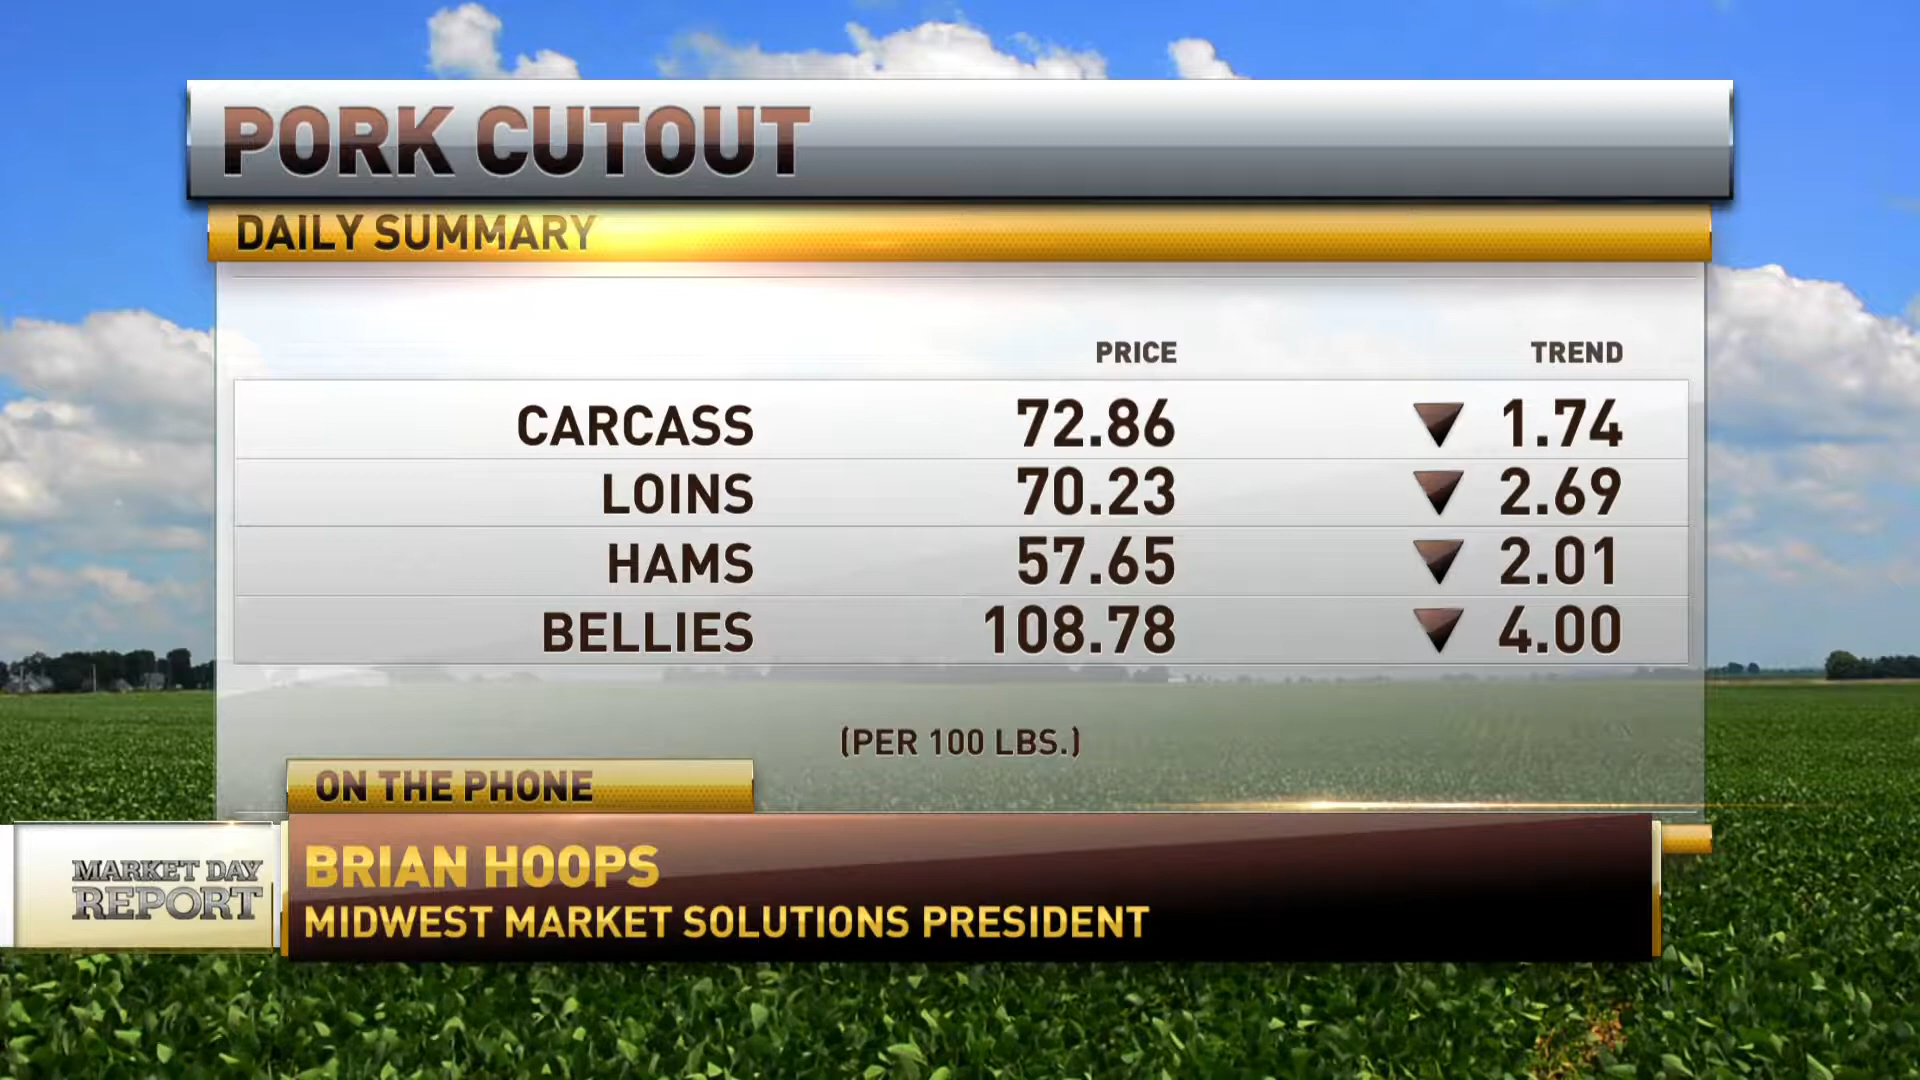 PORK CUTOUT
DAILY SUMMARY
PRICE TREND
CARCASS 72.86 ▼ 1.74
LOINS 70.23 ▼ 2.69
HAMS 57.65 ▼ 2.01
BELLIES 108.78 ▼ 4.00
(PER 100 LBS.)
ON THE PHONE
MARKET DAY
REPORT
BRIAN HOOPS
MIDWEST MARKET SOLUTIONS PRESIDENT